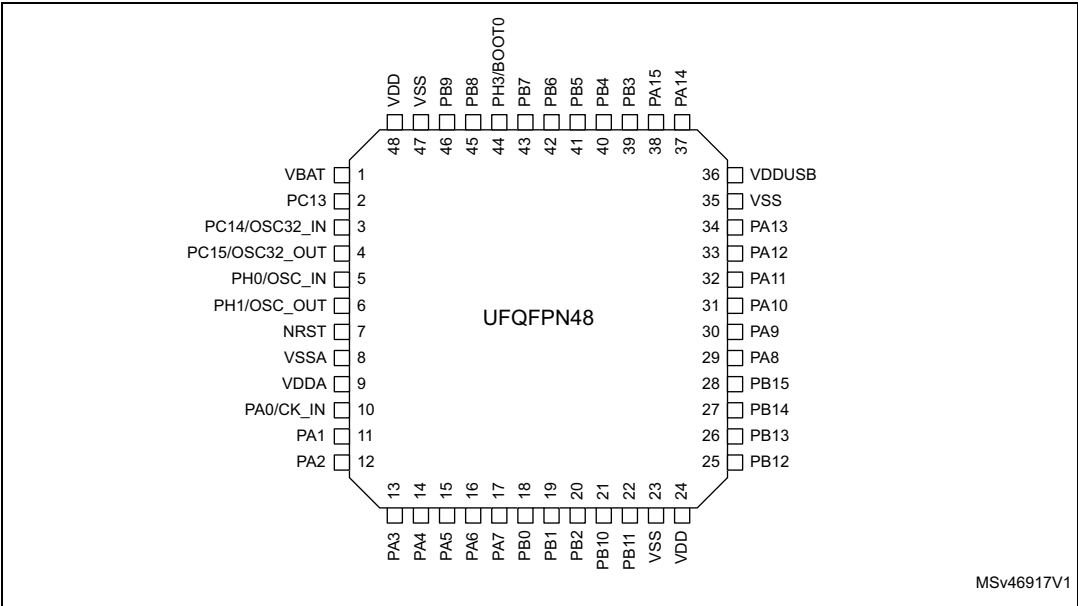 VDD
VSS
PB9
PB8
PH3/BOOT0
PB7
PB6
PB5
PB4
PB3
PA15
PA14
48
47
46
45
44
43
42
41
40
39
38
37
VBAT 1
PC13 2
PC14/OSC32_IN 3
PC15/OSC32_OUT 4
PH0/OSC_IN 5
PH1/OSC_OUT 6
NRST 7
VSSA 8
VDDA 9
PA0/CK_IN 10
PA1 11
PA2 12
UFQFPN48
36 VDDUSB
35 VSS
34 PA13
33 PA12
32 PA11
31 PA10
30 PA9
29 PA8
28 PB15
27 PB14
26 PB13
25 PB12
13
14
15
16
17
18
19
20
21
22
23
24
PA3
PA4
PA5
PA6
PA7
PB0
PB1
PB2
PB10
PB11
VSS
VDD
MSv46917V1